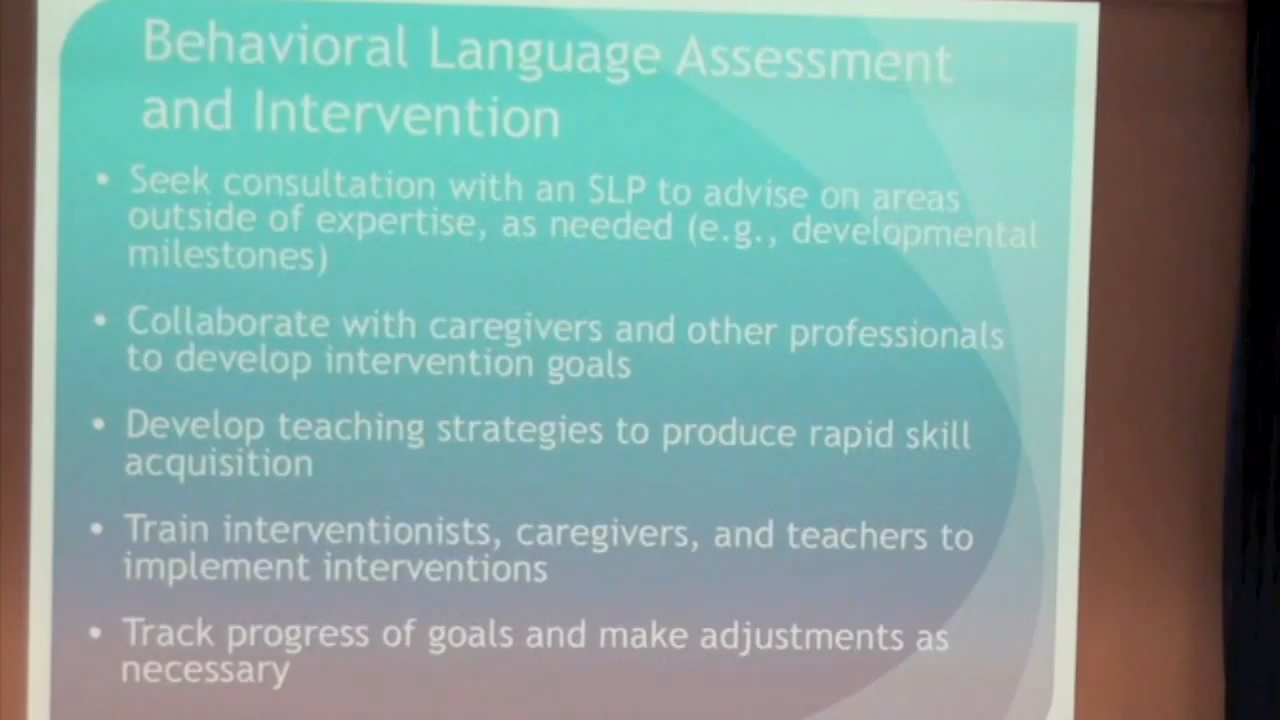 Behavioral Language Assessment
and Intervention
• Seek consultation with an SLP to advise on areas
outside of expertise, as needed (e.g., developmental
milestones)
• Collaborate with caregivers and other professionals
to develop intervention goals
• Develop teaching strategies to produce rapid skill
acquisition
• Train interventionists, caregivers, and teachers to
implement interventions
• Track progress of goals and make adjustments as
necessary